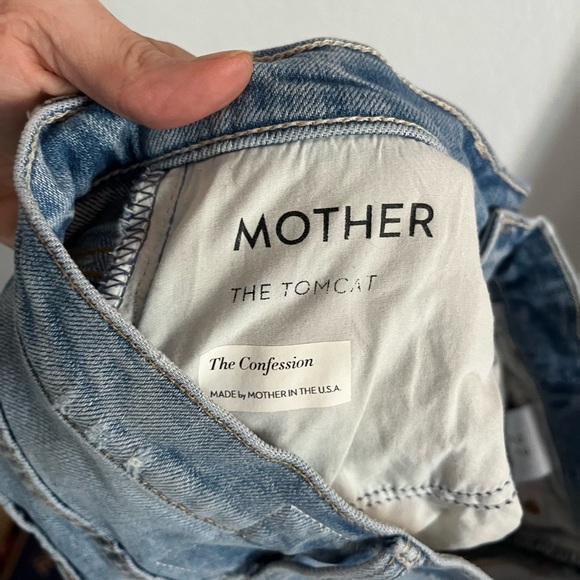 MOTHER
THE TOMCAT
The Confession
MADE by MOTHER IN THE U.S.A.